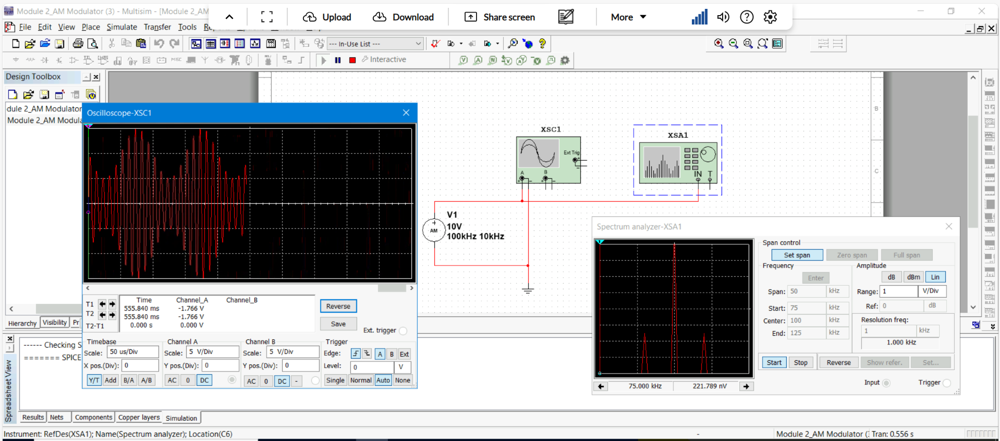 Module 2_AM Modulator (3) - Multisim - [Module 2_AM
Upload
Download
Share screen
More
File Edit View Place Simulate Transfer Tools
--- In-Use List ---
MISC
Interactive
Design Toolbox
dule 2_AM Modulator
Module 2_AM Modula
Hierarchy Visibility Pr
Oscilloscope-XSC1
T1
T2
T2-T1
Time Channel_A Channel_B
555.840 ms -1.766 V
555.840 ms -1.766 V
0.000 s 0.000 V
Reverse
Save
Ext. trigger
Timebase
Scale: 50 us/Div
X pos.(Div): 0
Y/T Add B/A A/B
Channel A
Scale: 5 V/Div
Y pos.(Div): 0
AC 0 DC
Channel B
Scale: 5 V/Div
Y pos.(Div): 0
AC 0 DC -
Trigger
Edge: A B Ext
Level: 0 V
Single Normal Auto None
XSC1
Ext Trig
A B
XSA1
IN T
V1
AM
10V
100kHz 10kHz
B
C
Spectrum analyzer-XSA1
Span control
Set span Zero span Full span
Frequency
Enter
Span: 50 kHz
Start: 75 kHz
Center: 100 kHz
End: 125 kHz
Amplitude
dB dBm Lin
Range: 1 V/Div
Ref: 0 dB
Resolution freq:
1 kHz
1.000 kHz
Start Stop Reverse Show refer. Set...
75.000 kHz 221.789 nV
Input Trigger
Spreadsheet View
------ Checking S
======= SPICE
Results Nets Components Copper layers Simulation
Instrument: RefDes(XSA1); Name(Spectrum analyzer); Location(C6)
-
Module 2_AM Modulator (: Tran: 0.556 s